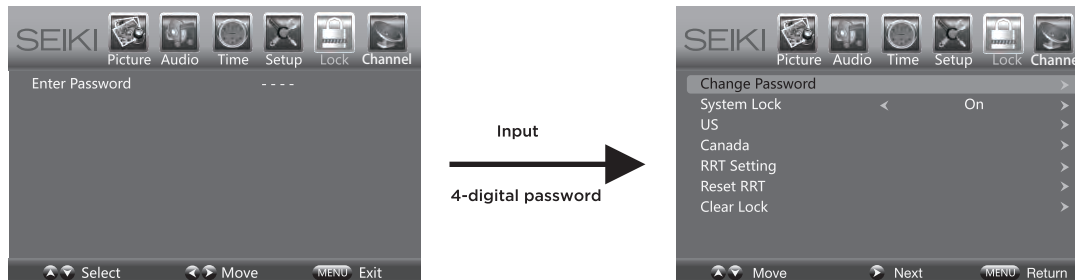 SEIKI
Picture Audio Time Setup Lock Channel
Enter Password - - - -
Select Move MENU Exit
Input
4-digital password
SEIKI
Picture Audio Time Setup Lock Channe
Change Password >
System Lock < On >
US >
Canada >
RRT Setting >
Reset RRT >
Clear Lock >
Move Next MENU Return